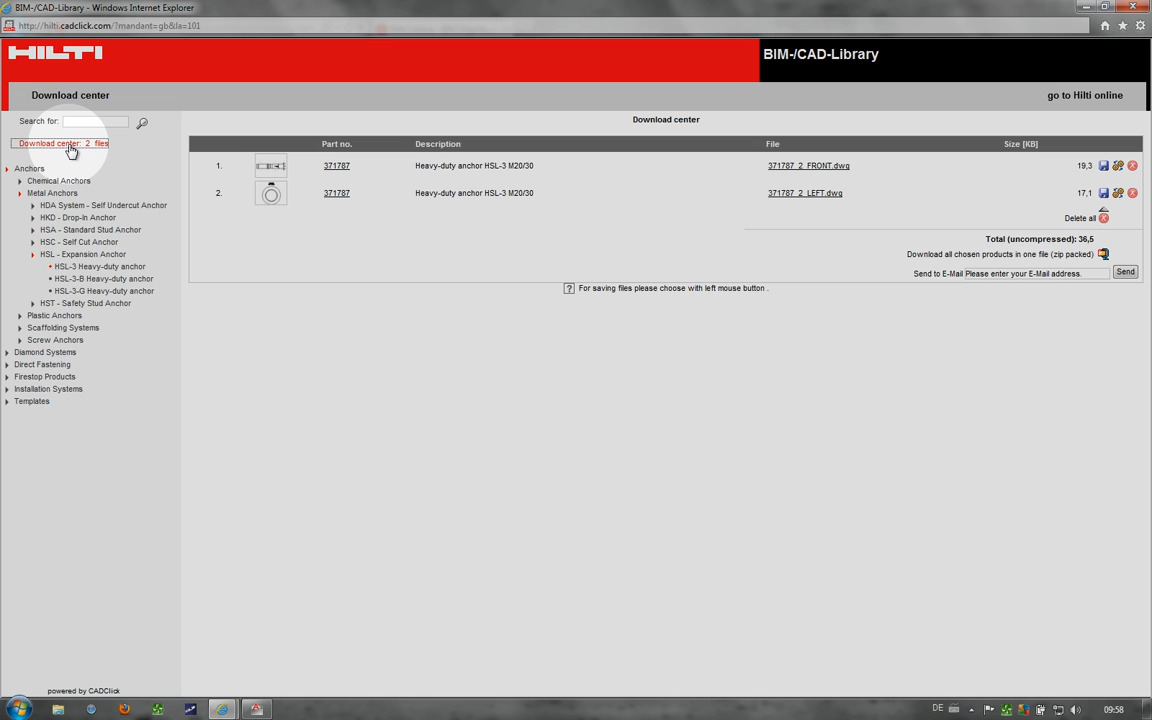 BIM-/CAD-Library - Windows Internet Explorer
http://hilti.cadclick.com/?mandant=gb&la=101
HILTI
BIM-/CAD-Library
Download center
go to Hilti online
Search for:
Download center: 2 files
Download center
Part no. Description File Size [KB]
1. 371787 Heavy-duty anchor HSL-3 M20/30 371787_2_FRONT.dwg 19,3
2. 371787 Heavy-duty anchor HSL-3 M20/30 371787_2_LEFT.dwg 17,1
Delete all
Total (uncompressed): 36,5
Download all chosen products in one file (zip packed)
Send to E-Mail Please enter your E-Mail address. Send
? For saving files please choose with left mouse button .
Anchors
Chemical Anchors
Metal Anchors
HDA System - Self Undercut Anchor
HKD - Drop-In Anchor
HSA - Standard Stud Anchor
HSC - Self Cut Anchor
HSL - Expansion Anchor
HSL-3 Heavy-duty anchor
HSL-3-B Heavy-duty anchor
HSL-3-G Heavy-duty anchor
HST - Safety Stud Anchor
Plastic Anchors
Scaffolding Systems
Screw Anchors
Diamond Systems
Direct Fastening
Firestop Products
Installation Systems
Templates
powered by CADClick
DE 09:58